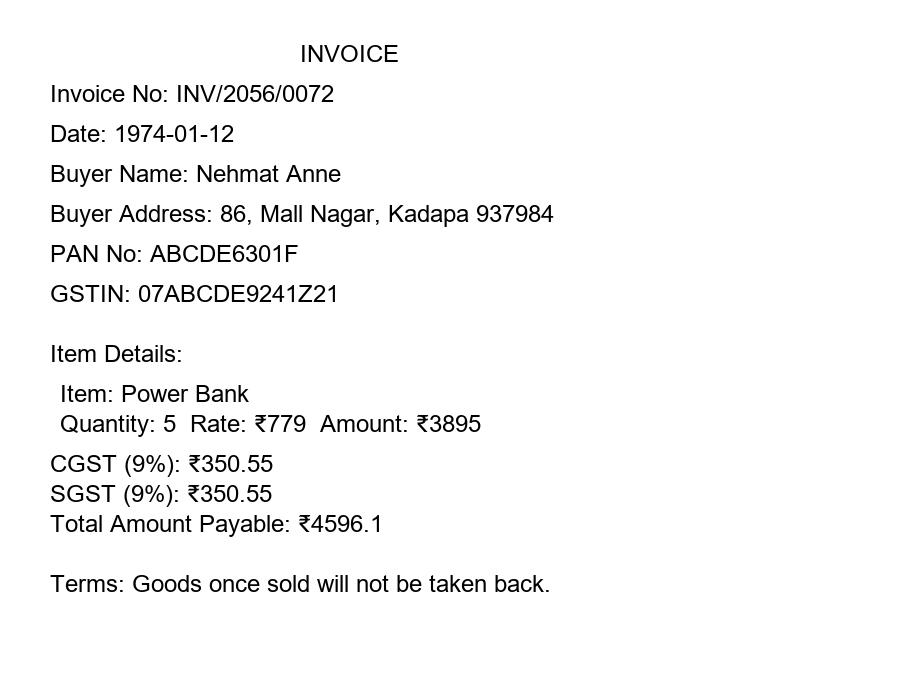 INVOICE
Invoice No: INV/2056/0072
Date: 1974-01-12
Buyer Name: Nehmat Anne
Buyer Address: 86, Mall Nagar, Kadapa 937984
PAN No: ABCDE6301F
GSTIN: 07ABCDE9241Z21
Item Details:
Item: Power Bank
Quantity: 5  Rate: ₹779  Amount: ₹3895
CGST (9%): ₹350.55
SGST (9%): ₹350.55
Total Amount Payable: ₹4596.1
Terms: Goods once sold will not be taken back.